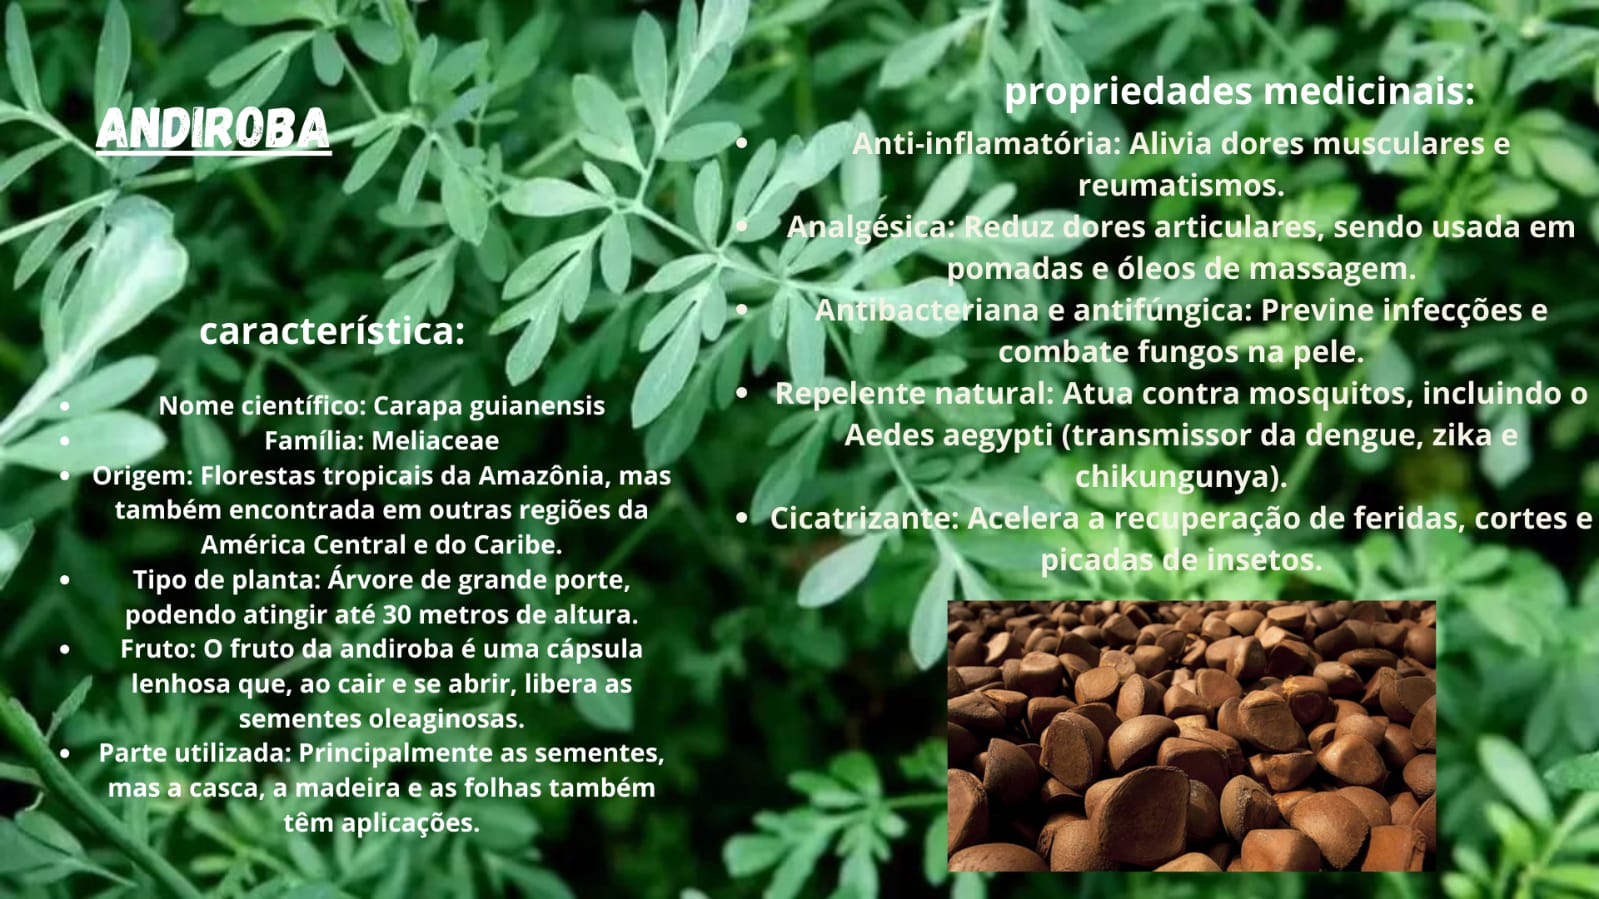 ANDIROBA
característica:
• Nome científico: Carapa guianensis
• Família: Meliaceae
• Origem: Florestas tropicais da Amazônia, mas
também encontrada em outras regiões da
América Central e do Caribe.
• Tipo de planta: Árvore de grande porte,
podendo atingir até 30 metros de altura.
• Fruto: O fruto da andiroba é uma cápsula
lenhosa que, ao cair e se abrir, libera as
sementes oleaginosas.
• Parte utilizada: Principalmente as sementes,
mas a casca, a madeira e as folhas também
têm aplicações.
propriedades medicinais:
• Anti-inflamatória: Alivia dores musculares e
reumatismos.
• Analgésica: Reduz dores articulares, sendo usada em
pomadas e óleos de massagem.
• Antibacteriana e antifúngica: Previne infecções e
combate fungos na pele.
• Repelente natural: Atua contra mosquitos, incluindo o
Aedes aegypti (transmissor da dengue, zika e
chikungunya).
• Cicatrizante: Acelera a recuperação de feridas, cortes e
picadas de insetos.